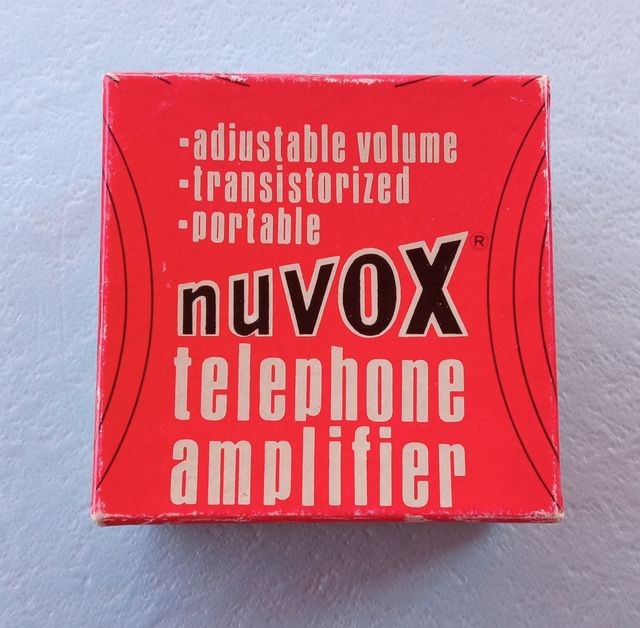 -adjustable volume
-transistorized
-portable
nuvox®
telephone
amplifier